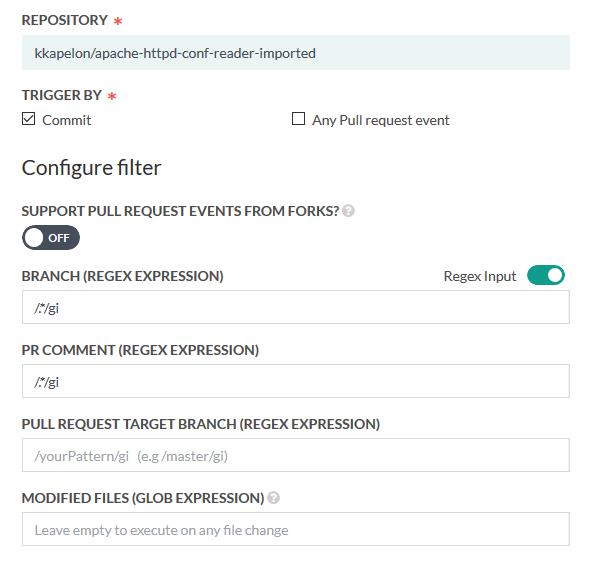 REPOSITORY *
kkapelon/apache-httpd-conf-reader-imported
TRIGGER BY *
Commit
Any Pull request event
Configure filter
SUPPORT PULL REQUEST EVENTS FROM FORKS? ?
OFF
BRANCH (REGEX EXPRESSION)
Regex Input
/.*/gi
PR COMMENT (REGEX EXPRESSION)
/.*/gi
PULL REQUEST TARGET BRANCH (REGEX EXPRESSION)
/yourPattern/gi (e.g /master/gi)
MODIFIED FILES (GLOB EXPRESSION) ?
Leave empty to execute on any file change